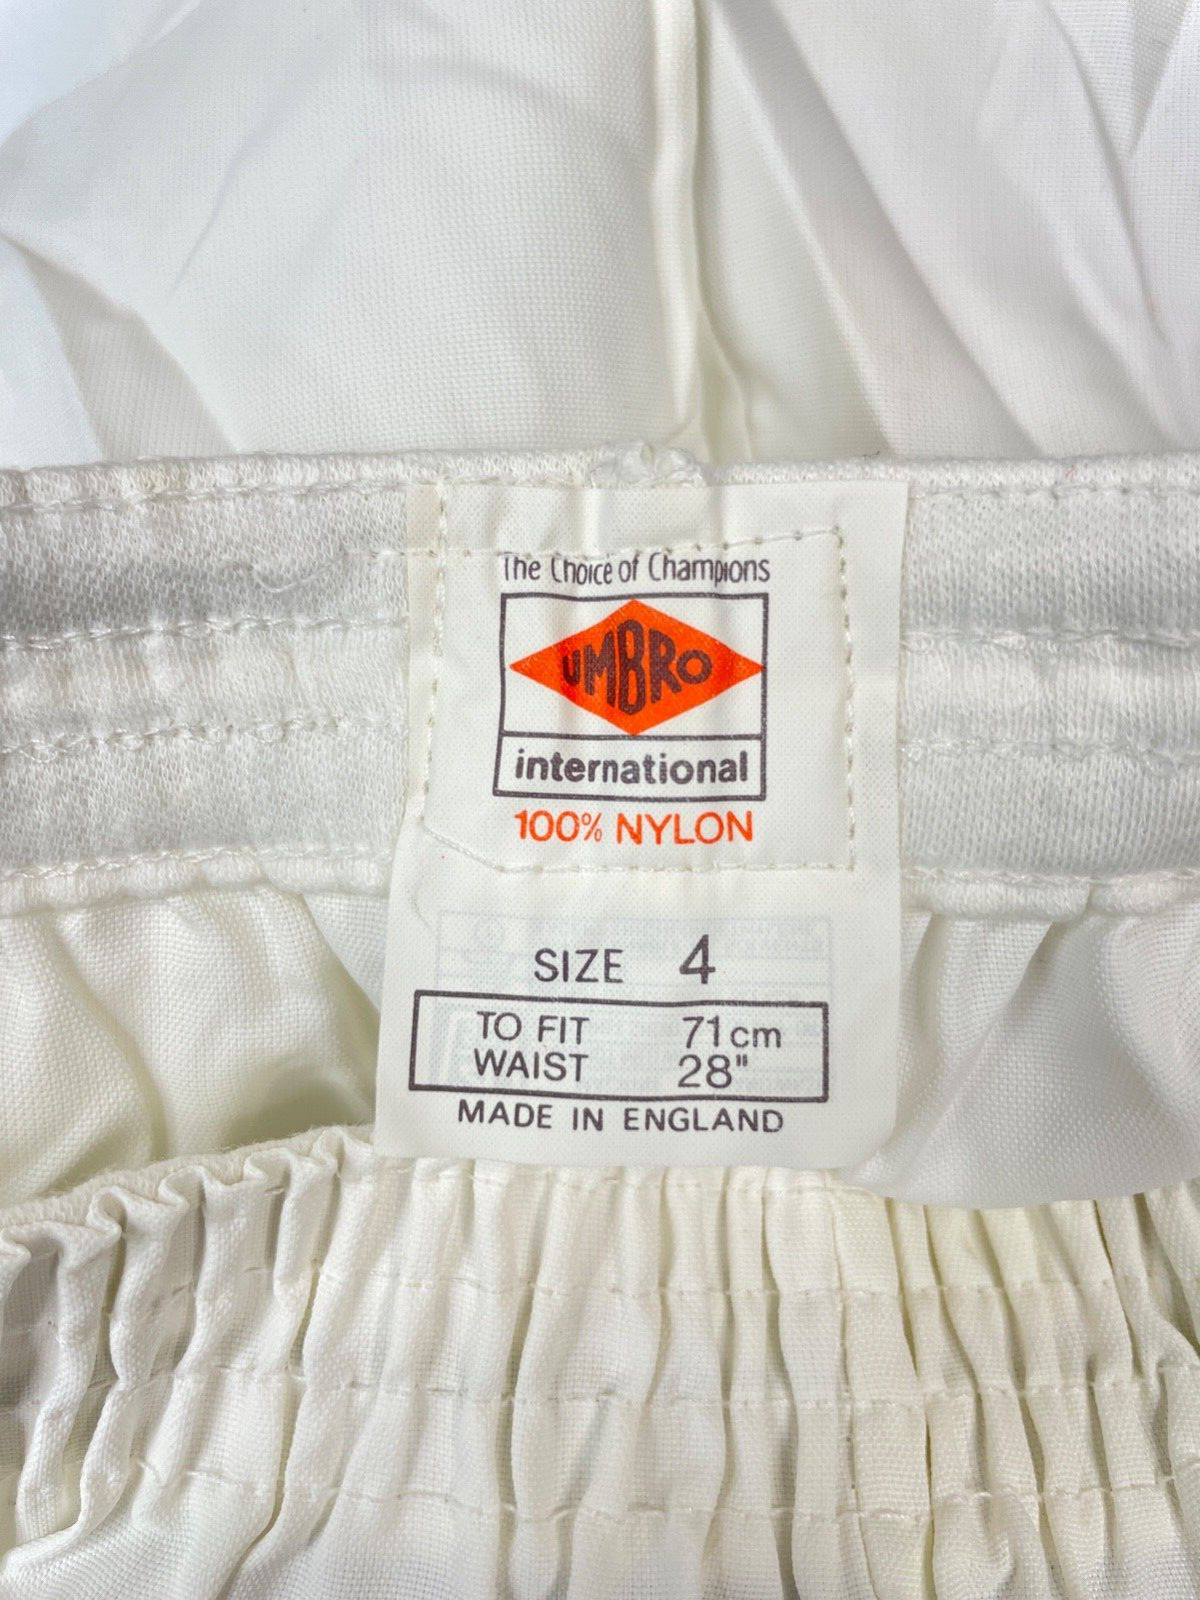 The Choice of Champions
UMBRO
international
100% NYLON
SIZE 4
TO FIT 71cm
WAIST 28"
MADE IN ENGLAND